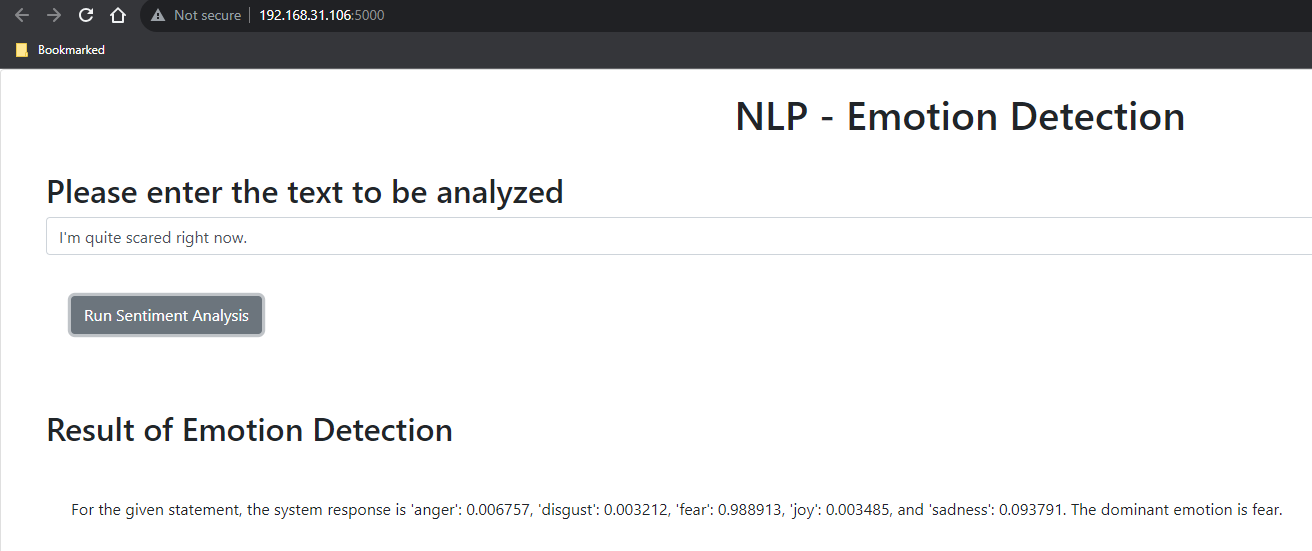 Not secure | 192.168.31.106:5000
Bookmarked
NLP - Emotion Detection
Please enter the text to be analyzed
I'm quite scared right now.
Run Sentiment Analysis
Result of Emotion Detection
For the given statement, the system response is 'anger': 0.006757, 'disgust': 0.003212, 'fear': 0.988913, 'joy': 0.003485, and 'sadness': 0.093791. The dominant emotion is fear.